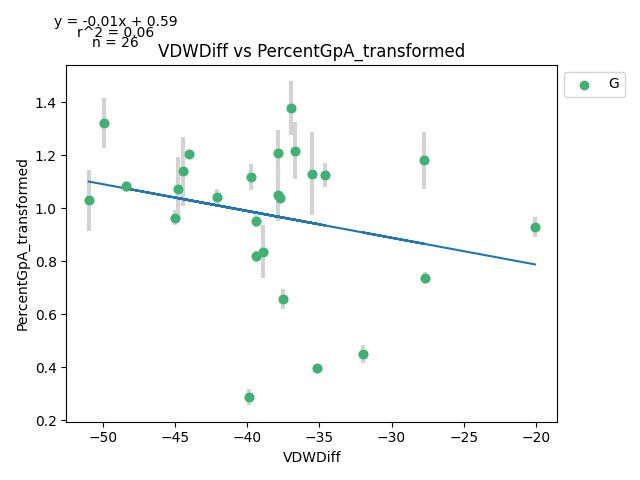 y = -0.01x + 0.59
r^2 = 0.06
n = 26
VDWDiff vs PercentGpA_transformed
G
PercentGpA_transformed
1.4
1.2
1.0
0.8
0.6
0.4
0.2
−50
−45
−40
−35
−30
−25
−20
VDWDiff